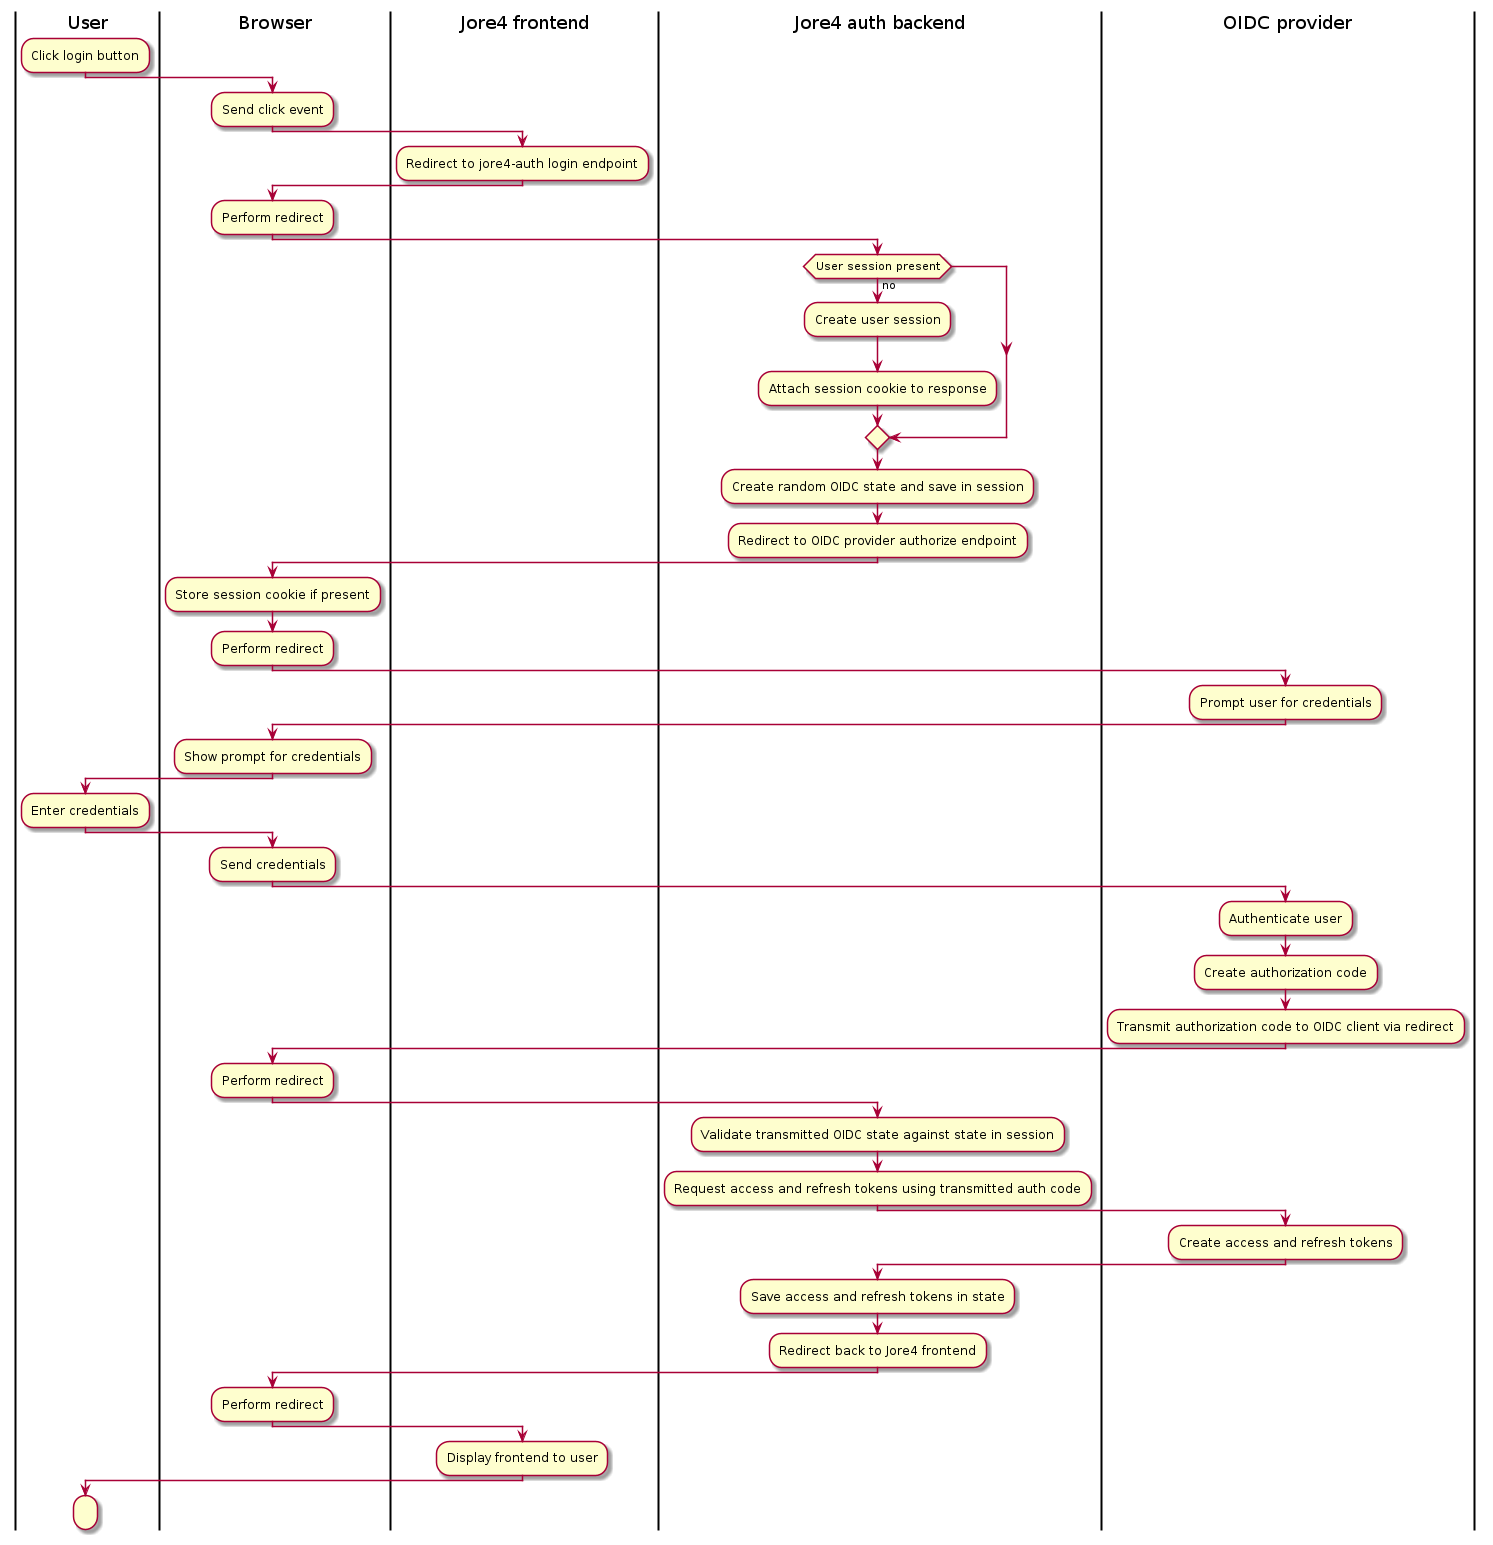 User
Browser
Jore4 frontend
Jore4 auth backend
OIDC provider
Click login button
Send click event
Redirect to jore4-auth login endpoint
Perform redirect
User session present
no
Create user session
Attach session cookie to response
Create random OIDC state and save in session
Redirect to OIDC provider authorize endpoint
Store session cookie if present
Perform redirect
Prompt user for credentials
Show prompt for credentials
Enter credentials
Send credentials
Authenticate user
Create authorization code
Transmit authorization code to OIDC client via redirect
Perform redirect
Validate transmitted OIDC state against state in session
Request access and refresh tokens using transmitted auth code
Create access and refresh tokens
Save access and refresh tokens in state
Redirect back to Jore4 frontend
Perform redirect
Display frontend to user